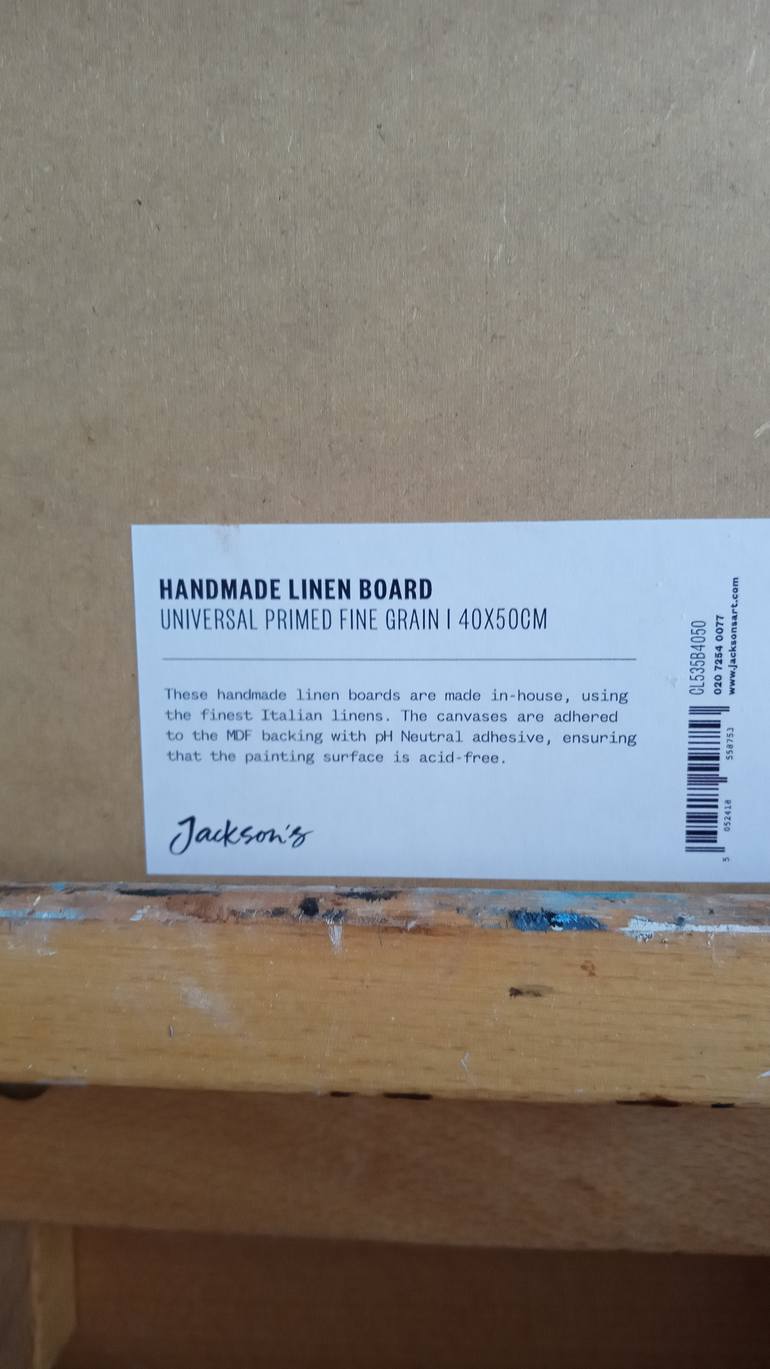 HANDMADE LINEN BOARD
UNIVERSAL PRIMED FINE GRAIN | 40X50CM
These handmade linen boards are made in-house, using
the finest Italian linens. The canvases are adhered
to the MDF backing with pH Neutral adhesive, ensuring
that the painting surface is acid-free.
Jackson's
CL535B4050
020 7254 0077
www.jacksonsart.com
5 052418 558753